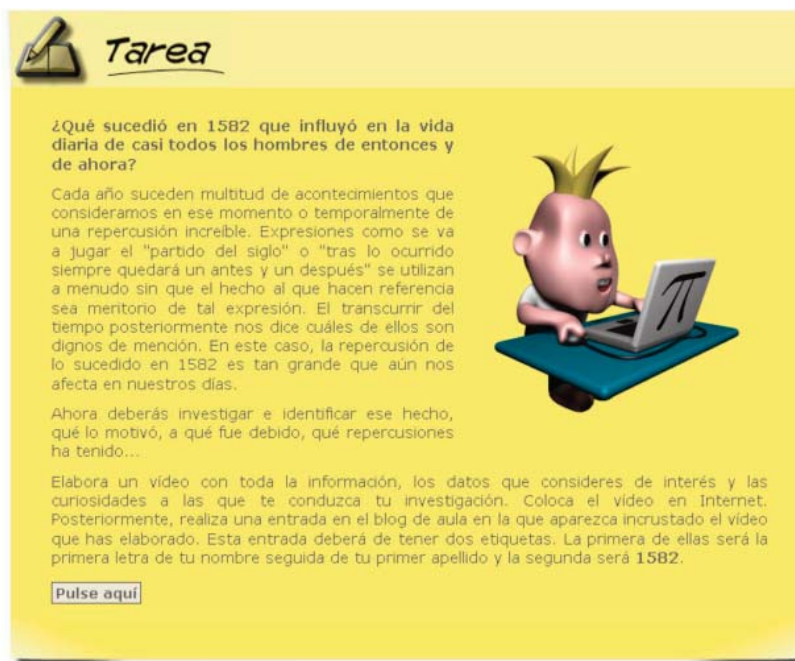 Tarea
¿Qué sucedió en 1582 que influyó en la vida
diaria de casi todos los hombres de entonces y
de ahora?
Cada año suceden multitud de acontecimientos que
consideramos en ese momento o temporalmente de
una repercusión increíble. Expresiones como se va
a jugar el "partido del siglo" o "tras lo ocurrido
siempre quedará un antes y un después" se utilizan
a menudo sin que el hecho al que hacen referencia
sea meritorio de tal expresión. El transcurrir del
tiempo posteriormente nos dice cuáles de ellos son
dignos de mención. En este caso, la repercusión de
lo sucedido en 1582 es tan grande que aún nos
afecta en nuestros días.
Ahora deberás investigar e identificar ese hecho,
qué lo motivó, a qué fue debido, qué repercusiones
ha tenido...
Elabora un vídeo con toda la información, los datos que consideres de interés y las
curiosidades a las que te conduzca tu investigación. Coloca el vídeo en Internet.
Posteriormente, realiza una entrada en el blog de aula en la que aparezca incrustado el vídeo
que has elaborado. Esta entrada deberá de tener dos etiquetas. La primera de ellas será la
primera letra de tu nombre seguida de tu primer apellido y la segunda será 1582.
Pulse aquí
π